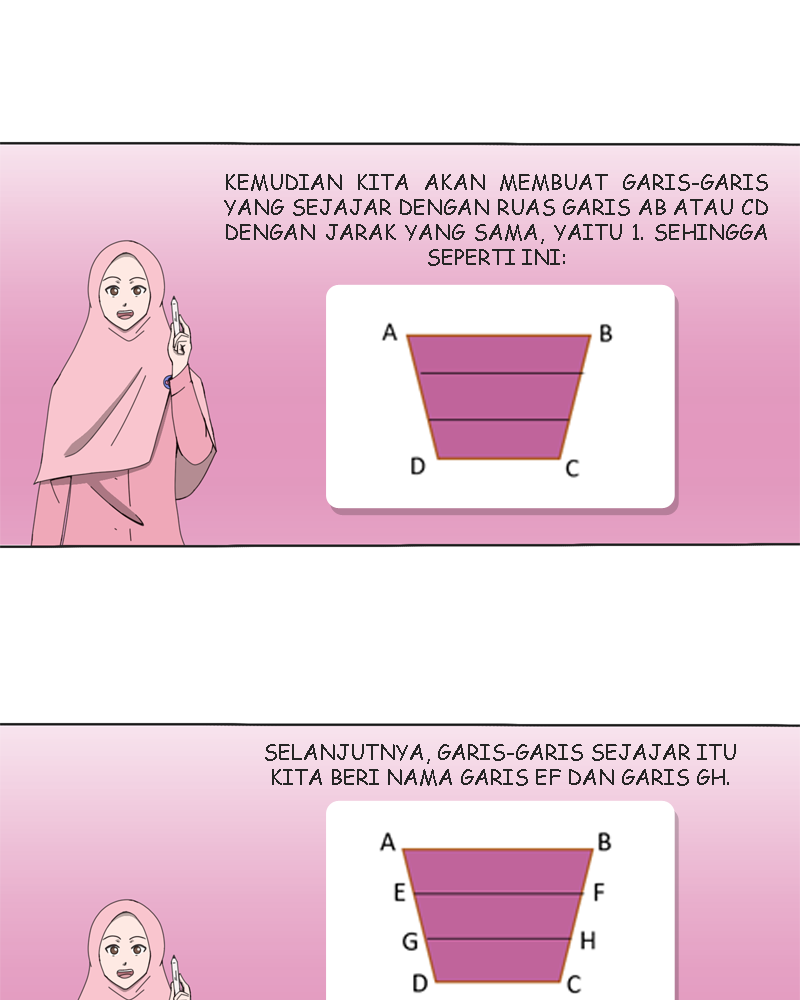 KEMUDIAN KITA AKAN MEMBUAT GARIS-GARIS
YANG SEJAJAR DENGAN RUAS GARIS AB ATAU CD
DENGAN JARAK YANG SAMA, YAITU 1. SEHINGGA
SEPERTI INI:
A B
D C
SELANJUTNYA, GARIS-GARIS SEJAJAR ITU
KITA BERI NAMA GARIS EF DAN GARIS GH.
A B
E F
G H
D C